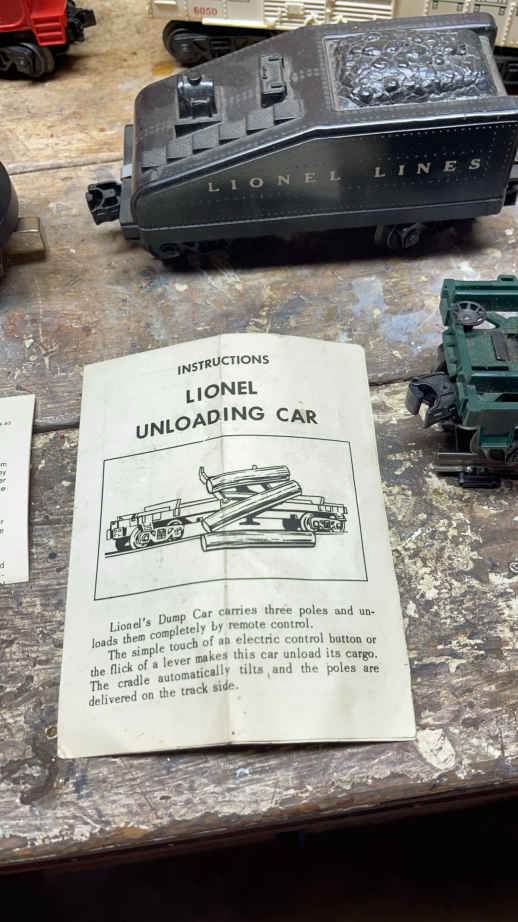 6050
LIONEL LINES
INSTRUCTIONS
LIONEL
UNLOADING CAR
Lionel's Dump Car carries three poles and un-
loads them completely by remote control.
The simple touch of an electric control button or
the flick of a lever makes this car unload its cargo.
The cradle automatically tilts and the poles are
delivered on the track side.